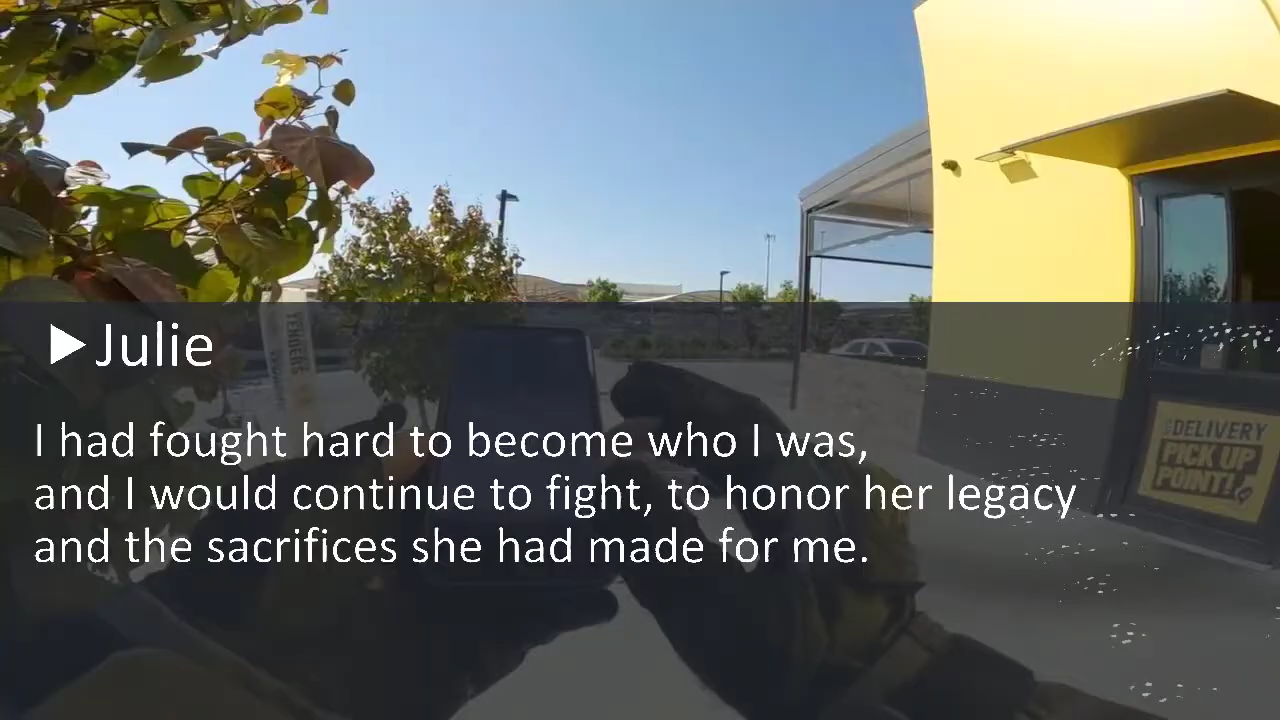 Julie
I had fought hard to become who I was,
and I would continue to fight, to honor her legacy
and the sacrifices she had made for me.
TENDERS
DELIVERY
PICK UP
POINT!